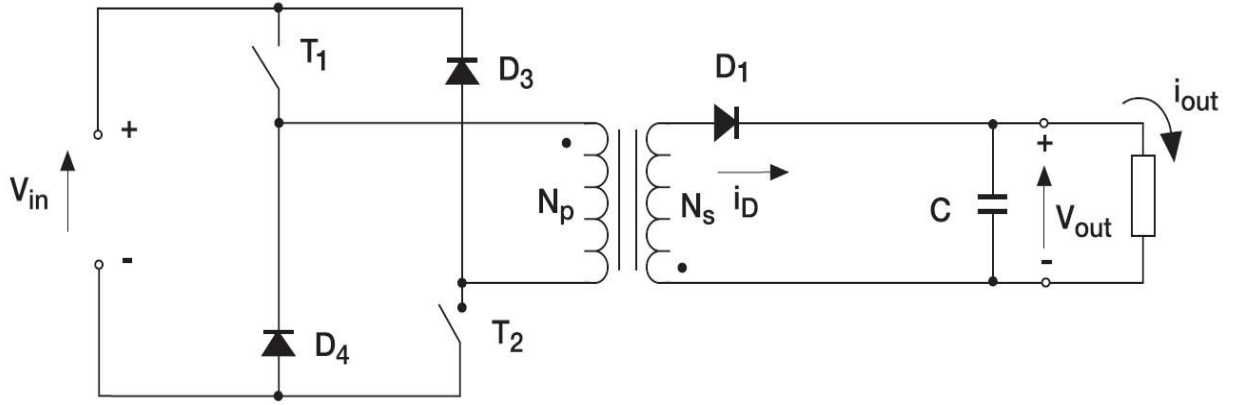 T1
D3
D1
iout
+
+
Vin
Np
Ns
iD
C
Vout
-
-
D4
T2